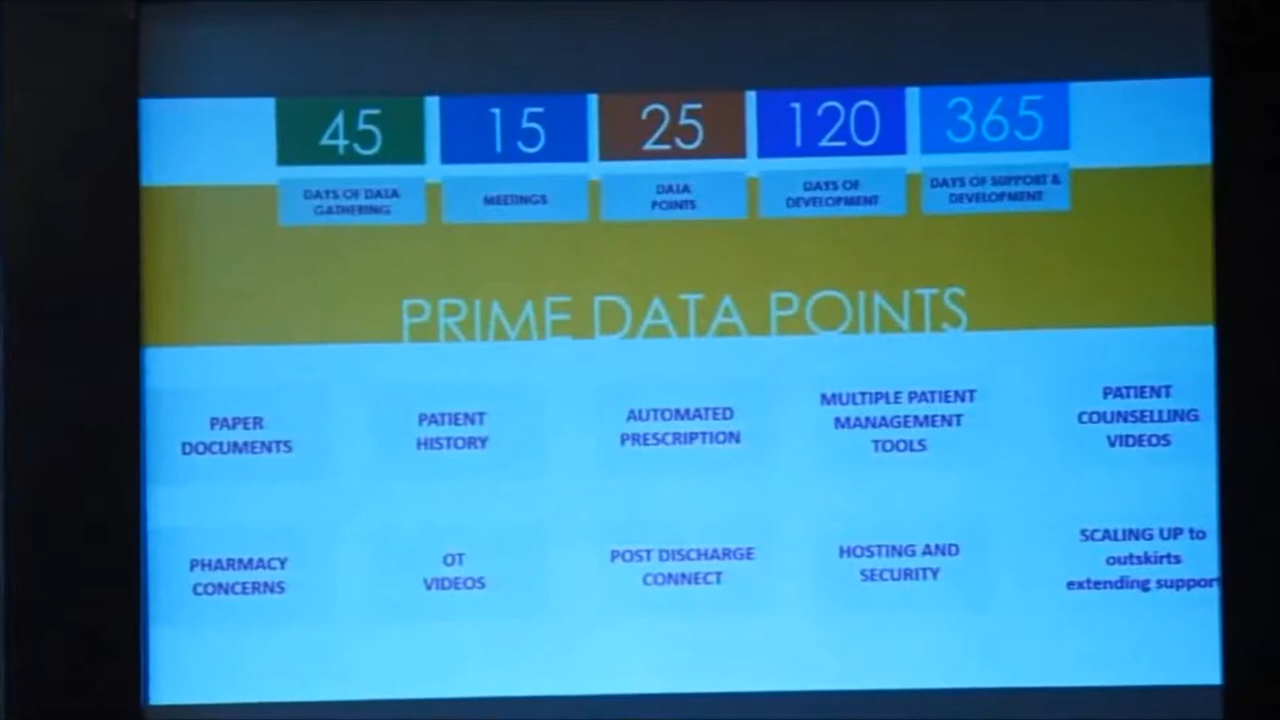 45
15
25
120
365
DAYS OF DATA
GATHERING
MEETINGS
DATA
POINTS
DAYS OF
DEVELOPMENT
DAYS OF SUPPORT &
DEVELOPMENT
PRIME DATA POINTS
PAPER
DOCUMENTS
PATIENT
HISTORY
AUTOMATED
PRESCRIPTION
MULTIPLE PATIENT
MANAGEMENT
TOOLS
PATIENT
COUNSELLING
VIDEOS
PHARMACY
CONCERNS
OT
VIDEOS
POST DISCHARGE
CONNECT
HOSTING AND
SECURITY
SCALING UP to
outskirts
extending support